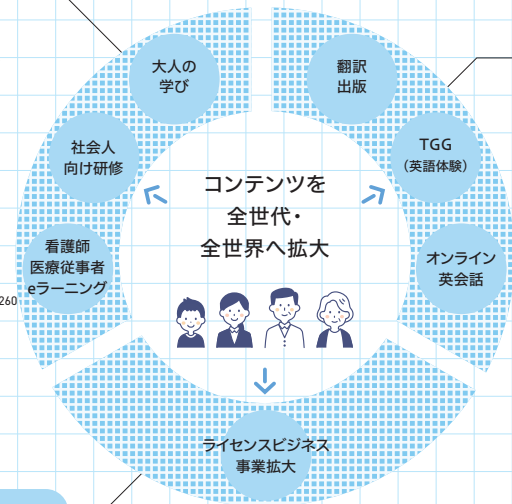 大人の
学び
翻訳
出版
社会人
向け研修
TGG
（英語体験）
コンテンツを
全世代・
全世界へ拡大
看護師
医療従事者
eラーニング
オンライン
英会話
260
ライセンスビジネス
事業拡大